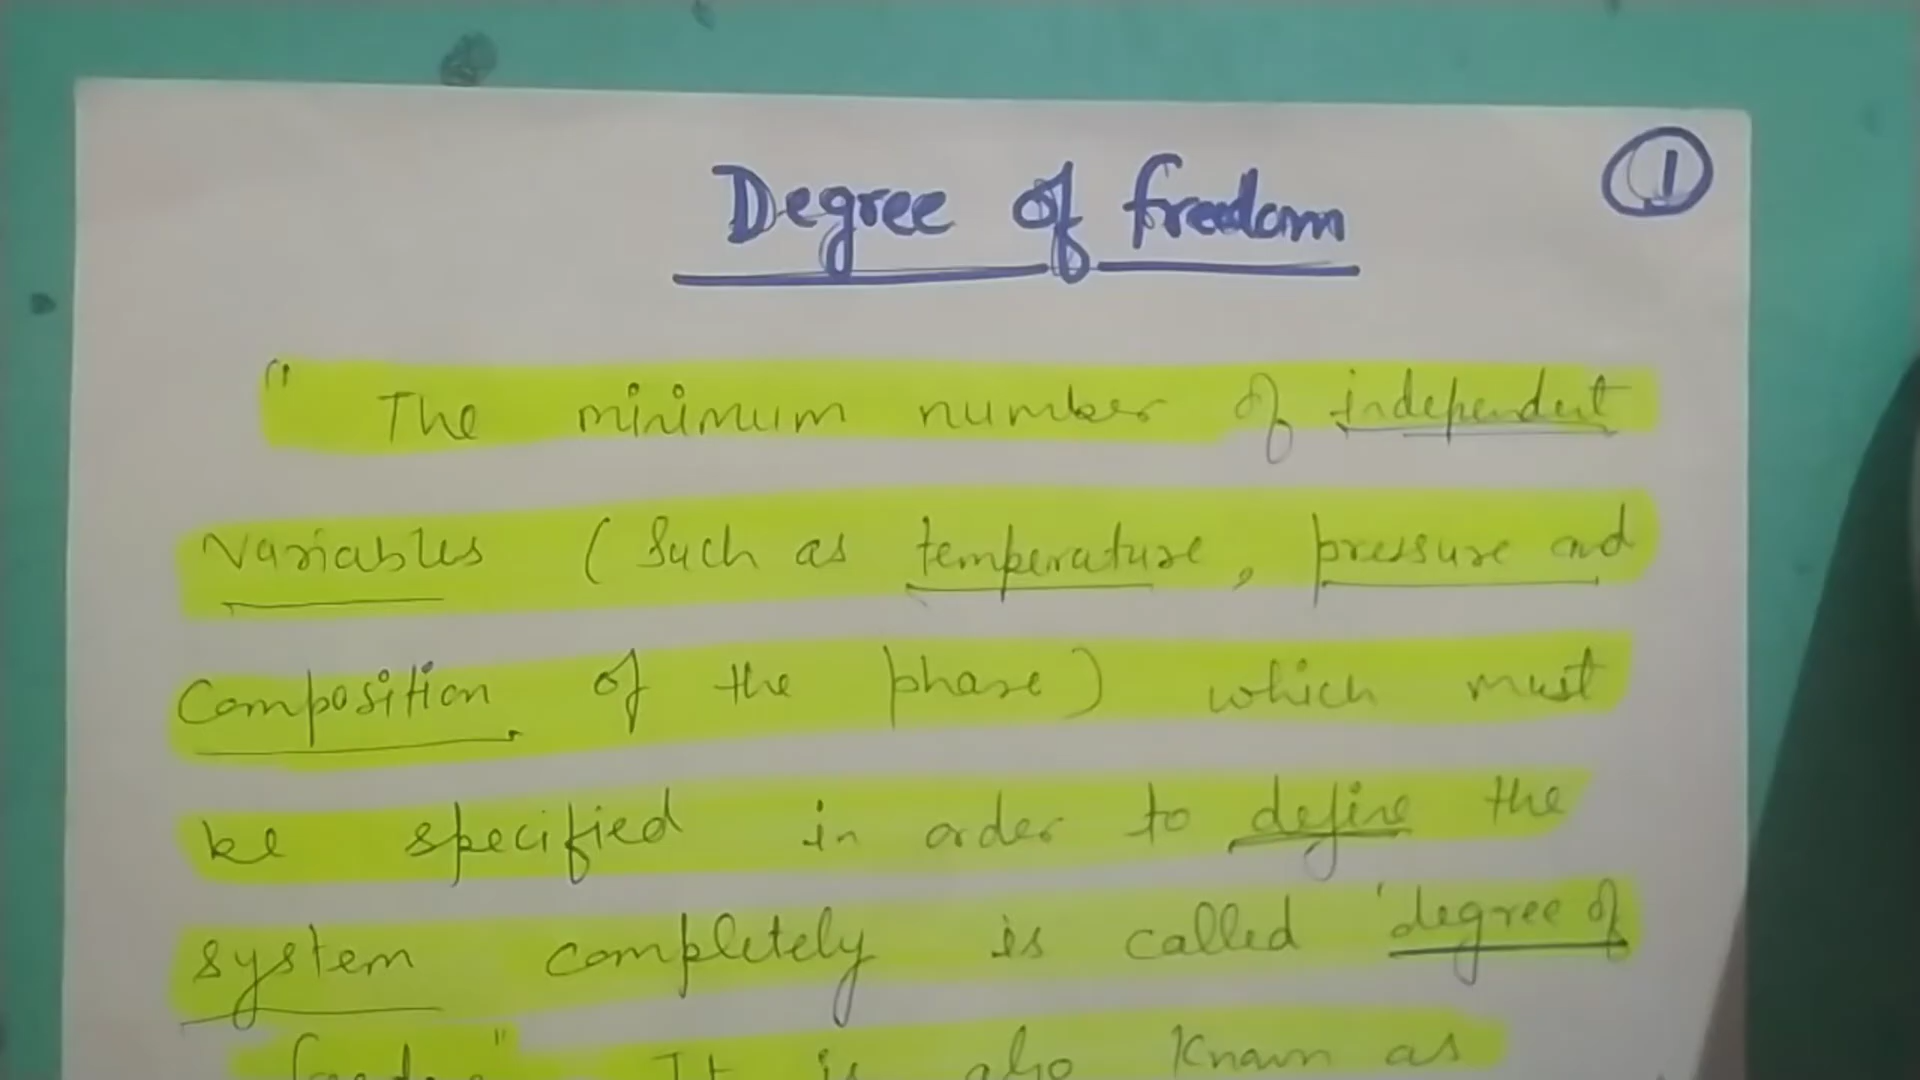 Degree of freedom
1
" The minimum number of independent
variables (Such as temperature, pressure and
Composition of the phase) which must
be specified in order to define the
system completely is called 'degree of
" It is also known as